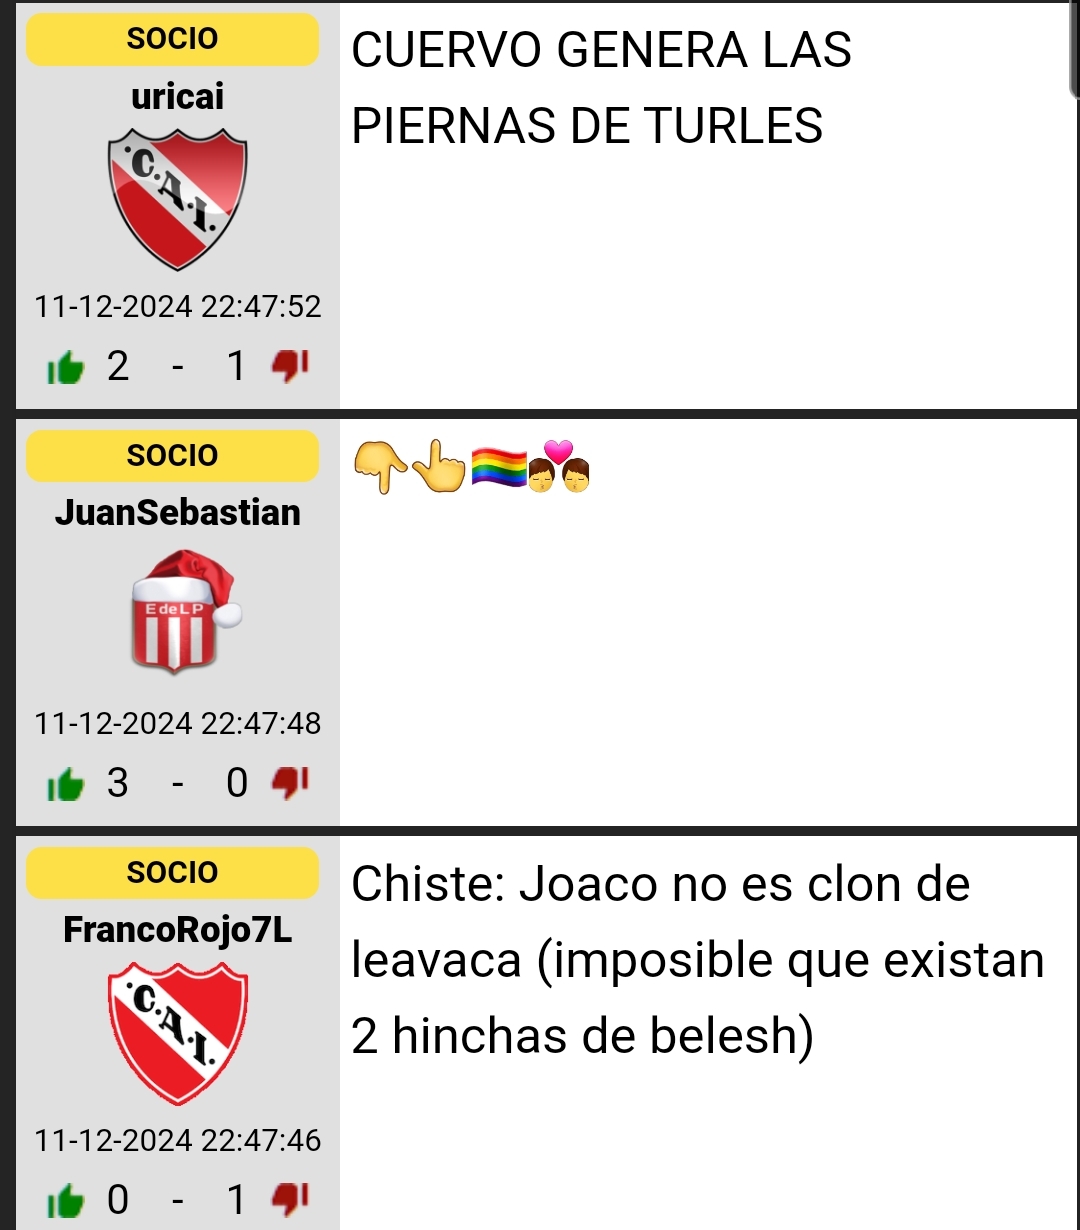 SOCIO
uricai
C.A.I.
11-12-2024 22:47:52
2 - 1
CUERVO GENERA LAS
PIERNAS DE TURLES
SOCIO
JuanSebastian
E de L P
11-12-2024 22:47:48
3 - 0
👇👆🏳️‍🌈👨‍❤️‍💋‍👨
SOCIO
FrancoRojo7L
C.A.I.
11-12-2024 22:47:46
0 - 1
Chiste: Joaco no es clon de
leavaca (imposible que existan
2 hinchas de belesh)